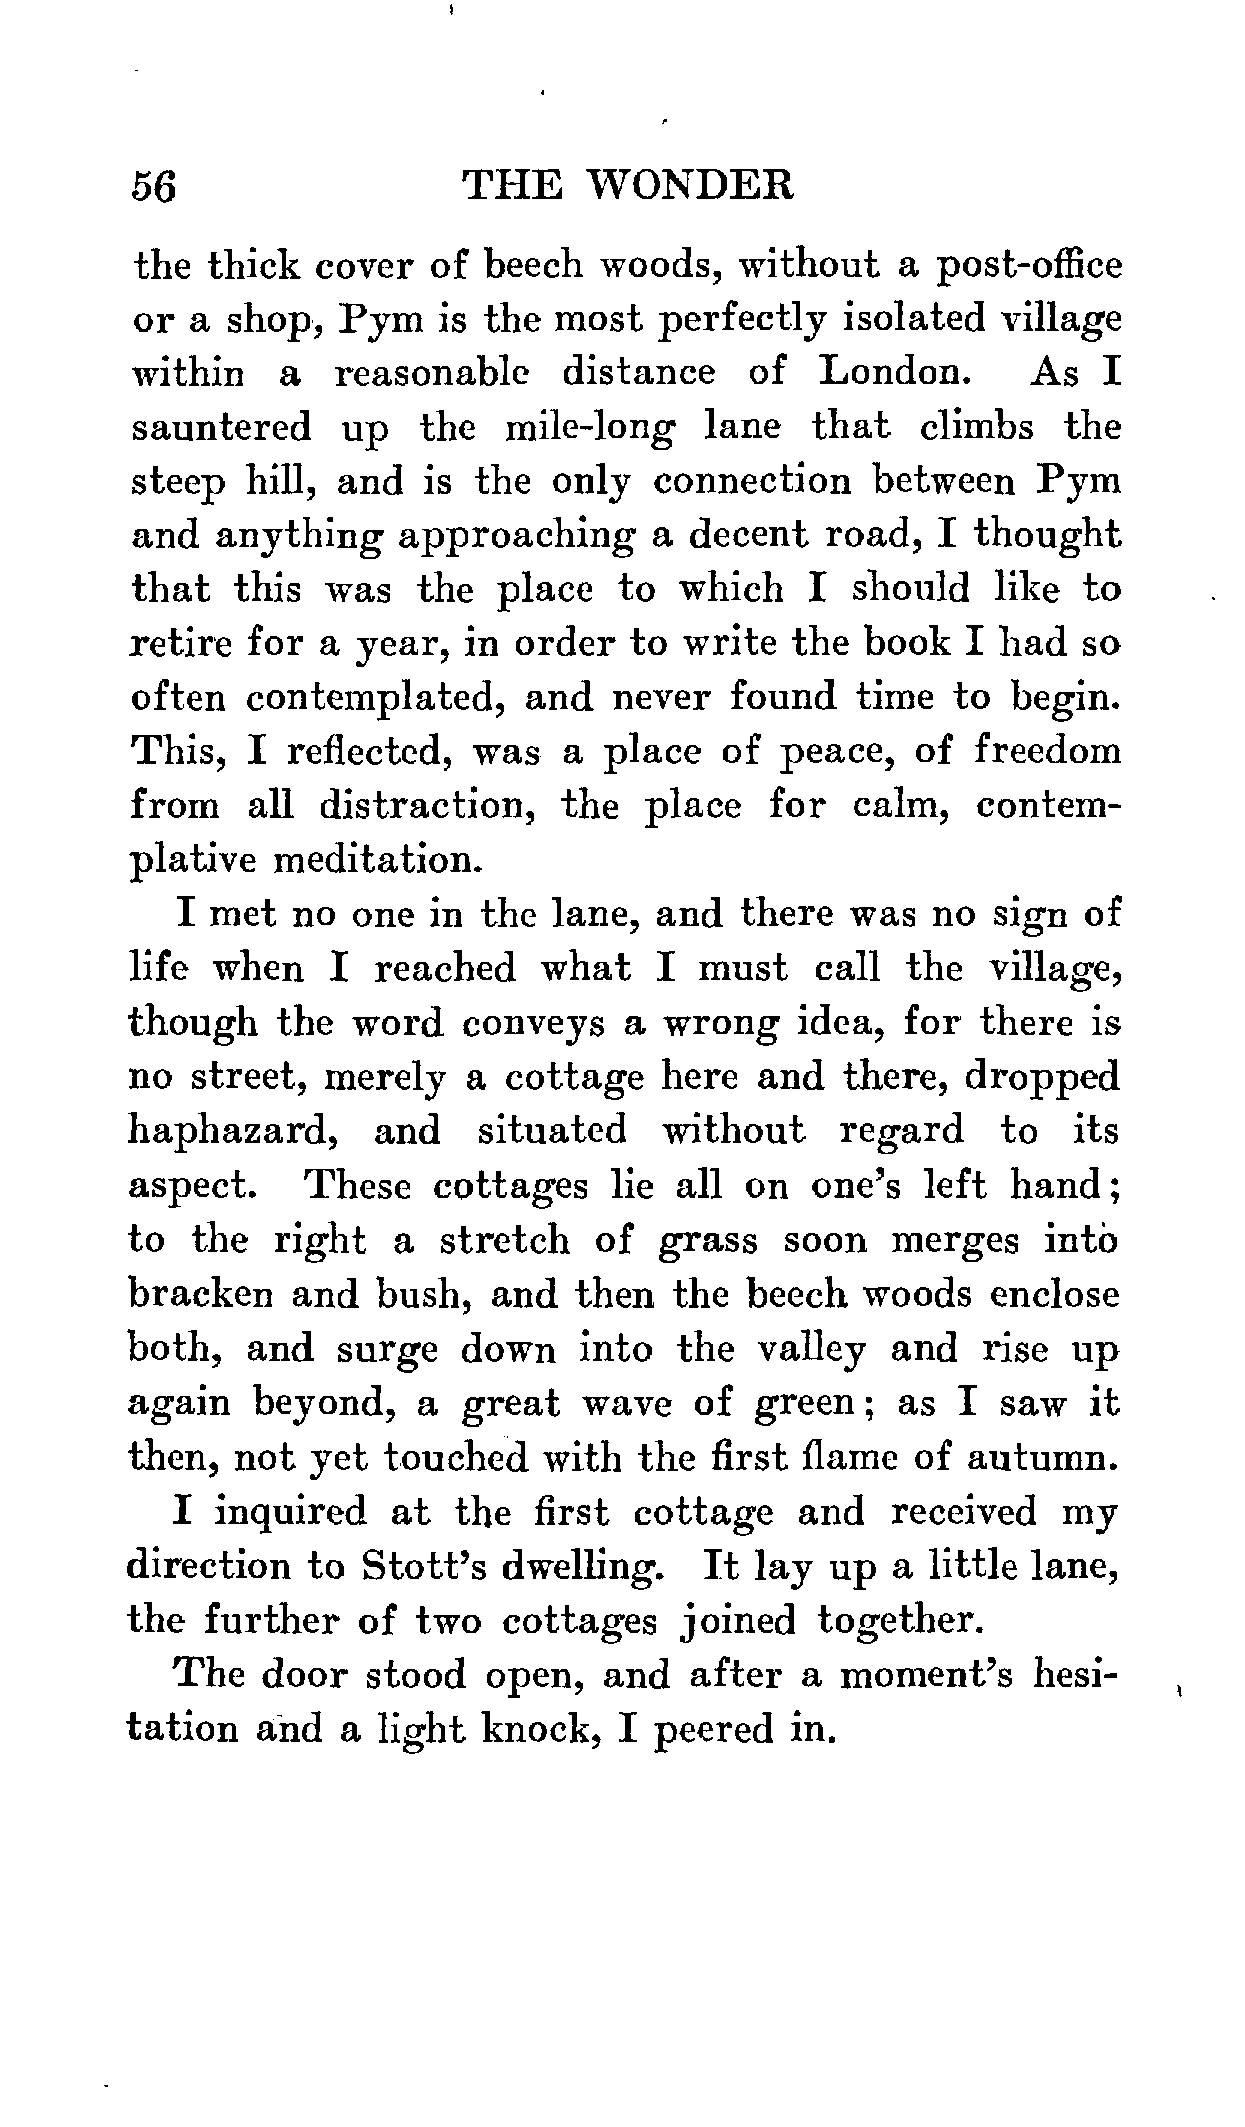 56 THE WONDER
the thick cover of beech woods, without a post-office
or a shop, Pym is the most perfectly isolated village
within a reasonable distance of London. As I
sauntered up the mile-long lane that climbs the
steep hill, and is the only connection between Pym
and anything approaching a decent road, I thought
that this was the place to which I should like to
retire for a year, in order to write the book I had so
often contemplated, and never found time to begin.
This, I reflected, was a place of peace, of freedom
from all distraction, the place for calm, contem-
plative meditation.
I met no one in the lane, and there was no sign of
life when I reached what I must call the village,
though the word conveys a wrong idea, for there is
no street, merely a cottage here and there, dropped
haphazard, and situated without regard to its
aspect. These cottages lie all on one's left hand;
to the right a stretch of grass soon merges into
bracken and bush, and then the beech woods enclose
both, and surge down into the valley and rise up
again beyond, a great wave of green; as I saw it
then, not yet touched with the first flame of autumn.
I inquired at the first cottage and received my
direction to Stott's dwelling. It lay up a little lane,
the further of two cottages joined together.
The door stood open, and after a moment's hesi-
tation and a light knock, I peered in.